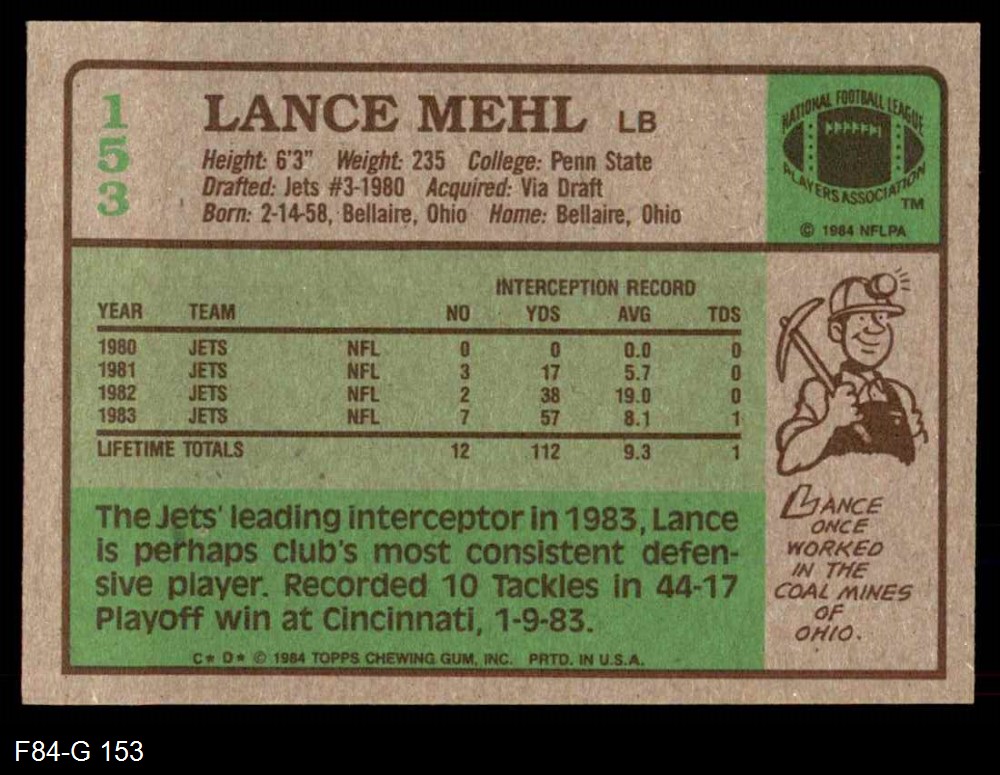 153
LANCE MEHL LB
Height: 6'3" Weight: 235 College: Penn State
Drafted: Jets #3-1980 Acquired: Via Draft
Born: 2-14-58, Bellaire, Ohio Home: Bellaire, Ohio
NATIONAL FOOTBALL LEAGUE
PLAYERS ASSOCIATION
TM
© 1984 NFLPA
INTERCEPTION RECORD
YEAR TEAM NO YDS AVG TDS
1980 JETS NFL 0 0 0.0 0
1981 JETS NFL 3 17 5.7 0
1982 JETS NFL 2 38 19.0 0
1983 JETS NFL 7 57 8.1 1
LIFETIME TOTALS 12 112 9.3 1
The Jets' leading interceptor in 1983, Lance
is perhaps club's most consistent defen-
sive player. Recorded 10 Tackles in 44-17
Playoff win at Cincinnati, 1-9-83.
C* D* © 1984 TOPPS CHEWING GUM, INC. PRTD. IN U.S.A.
LANCE
ONCE
WORKED
IN THE
COAL MINES
OF
OHIO.
F84-G 153